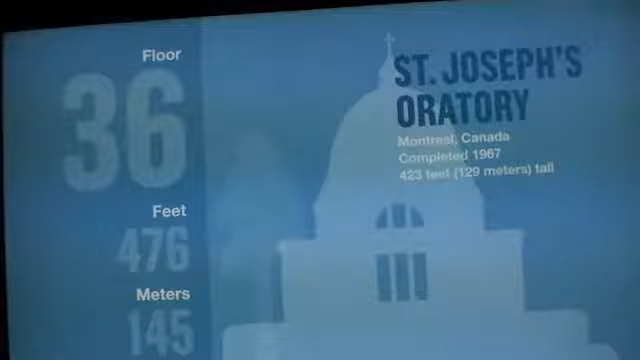 Floor
36
Feet
476
Meters
145
ST. JOSEPH'S
ORATORY
Montreal, Canada
Completed 1967
423 feet (129 meters) tall